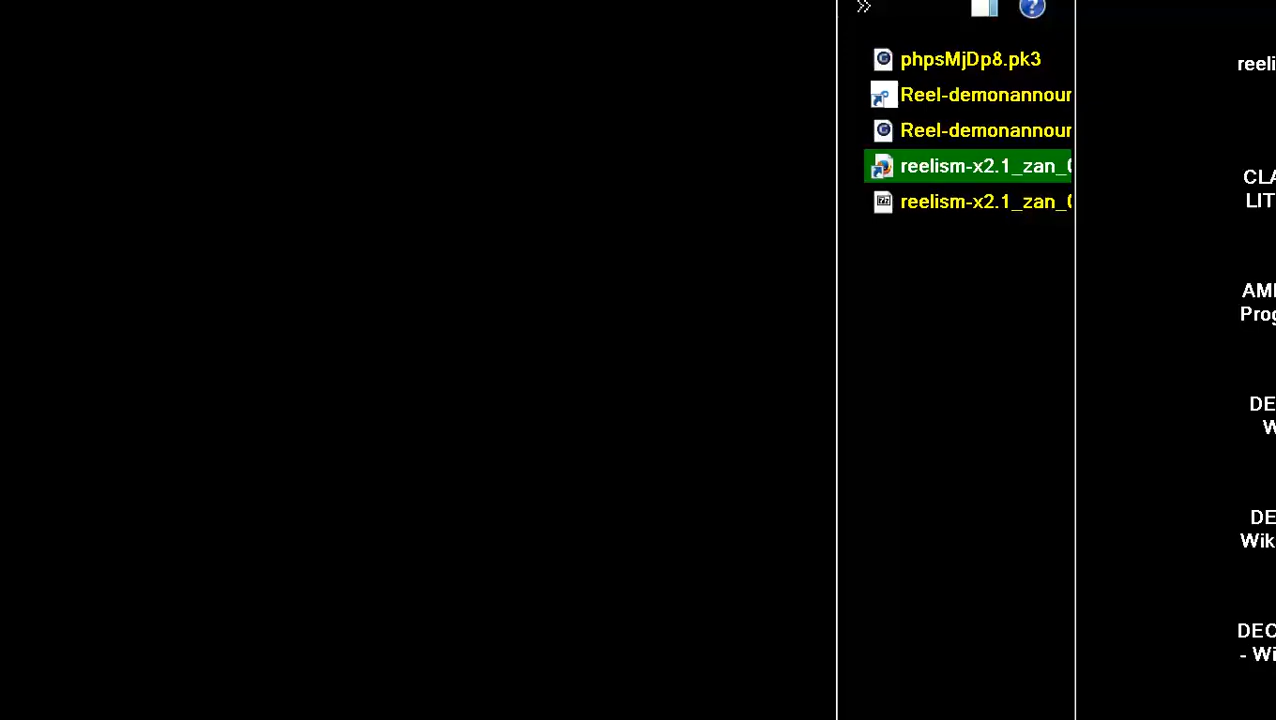 »
?
phpsMjDp8.pk3
Reel-demonannour
Reel-demonannour
reelism-x2.1_zan_
reelism-x2.1_zan_
reeli
CLA
LIT
AMI
Prog
DE
W
DE
Wik
DEC
- Wi